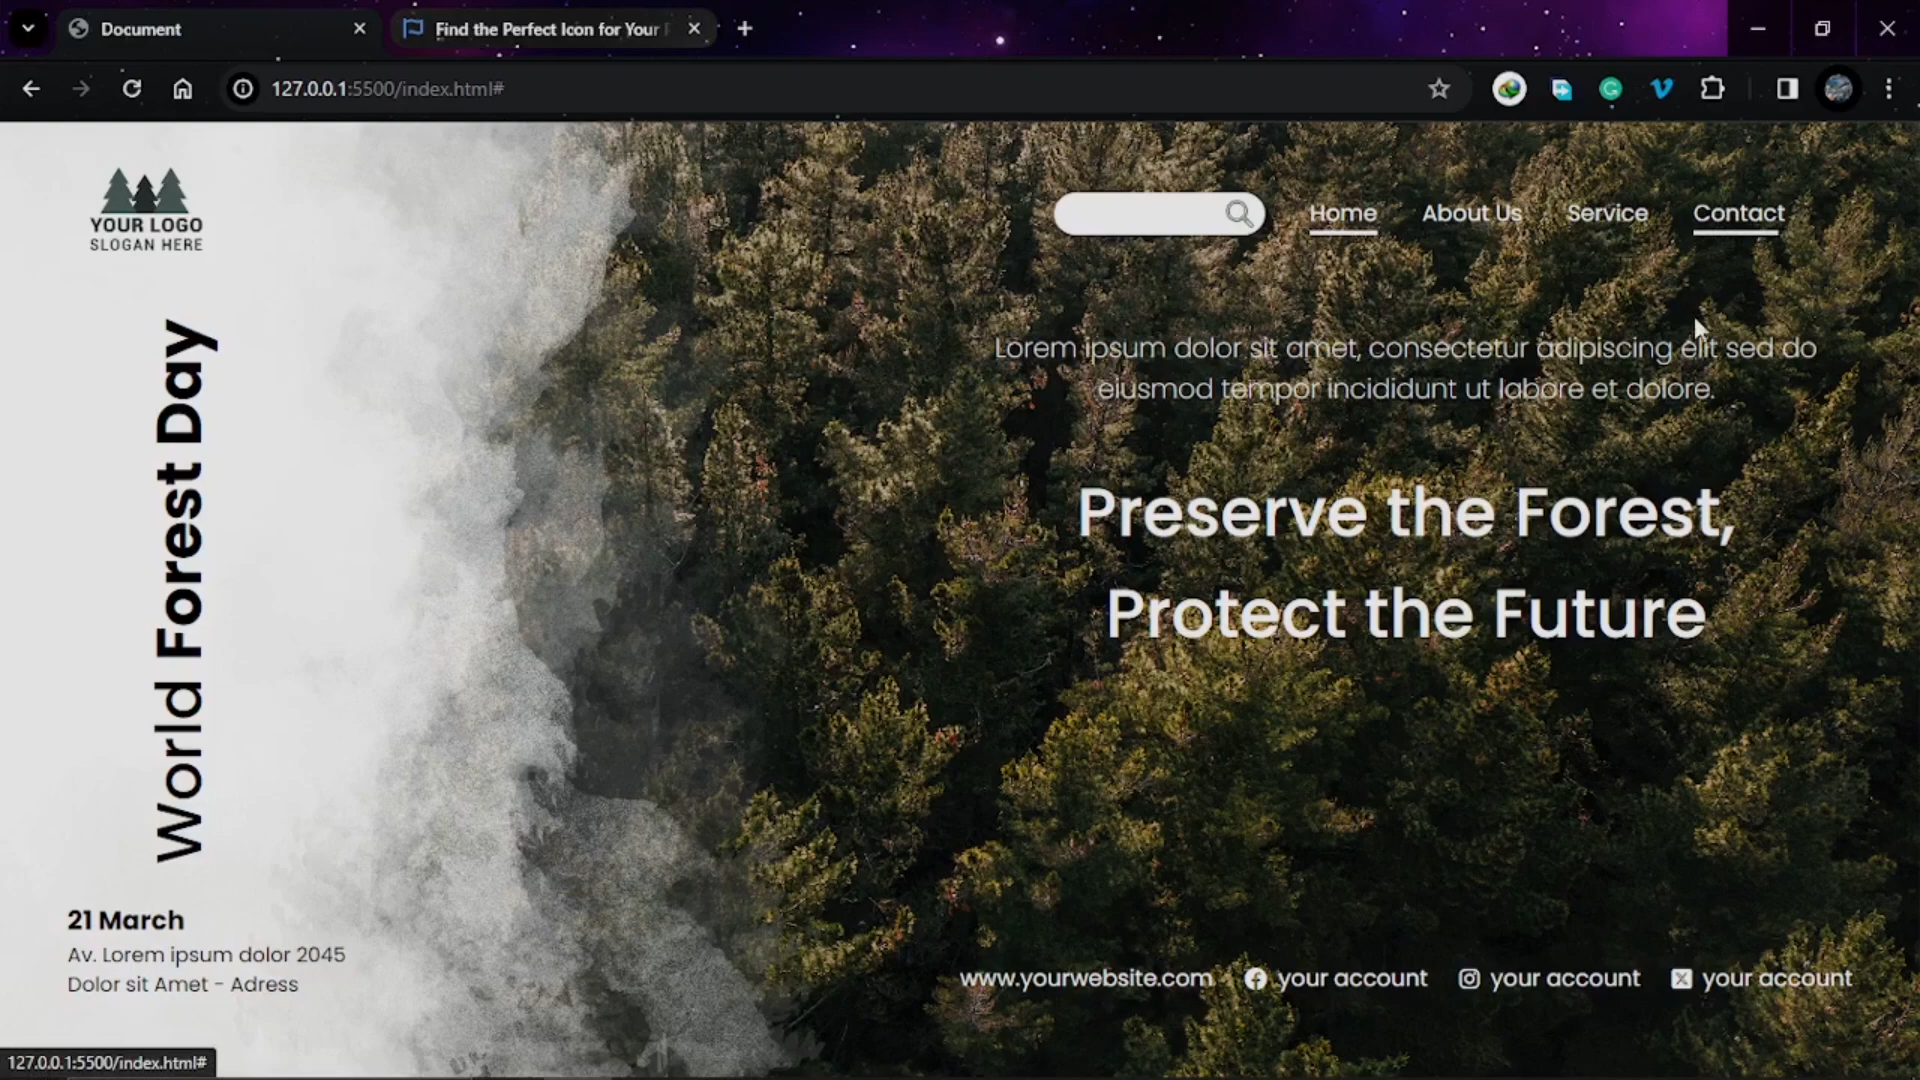 Document
Find the Perfect Icon for Your
127.0.0.1:5500/index.html#
YOUR LOGO
SLOGAN HERE
Home
About Us
Service
Contact
Lorem ipsum dolor sit amet, consectetur adipiscing elit sed do
eiusmod tempor incididunt ut labore et dolore.
World Forest Day
Preserve the Forest,
Protect the Future
21 March
Av. Lorem ipsum dolor 2045
Dolor sit Amet - Adress
www.yourwebsite.com
your account
your account
your account
127.0.0.1:5500/index.html#